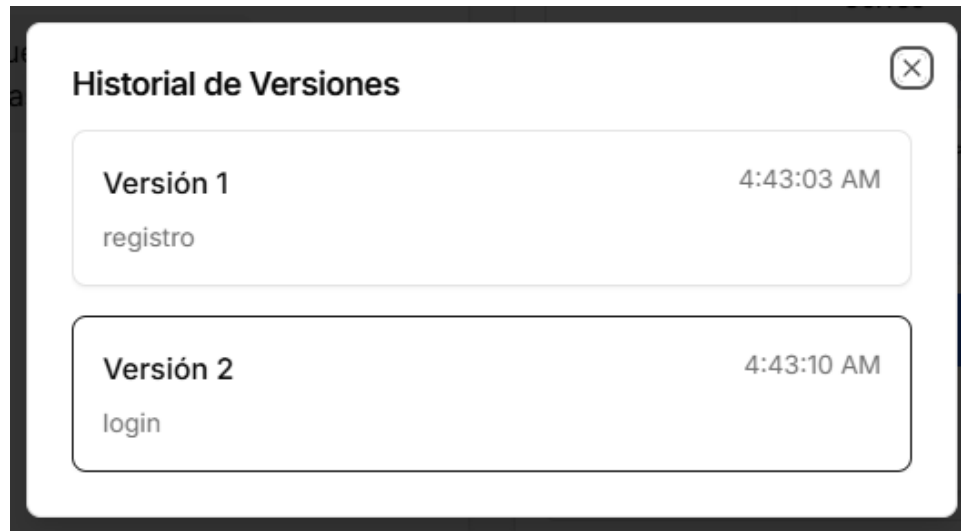 Historial de Versiones
Versión 1
4:43:03 AM
registro
Versión 2
4:43:10 AM
login